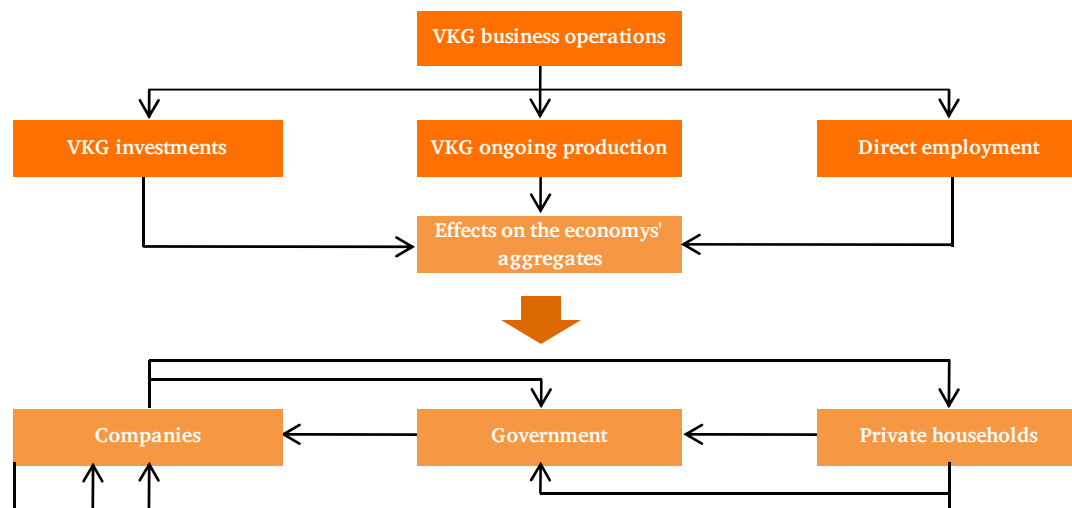 VKG business operations
VKG investments
VKG ongoing production
Direct employment
Effects on the economys'
aggregates
Companies
Government
Private households